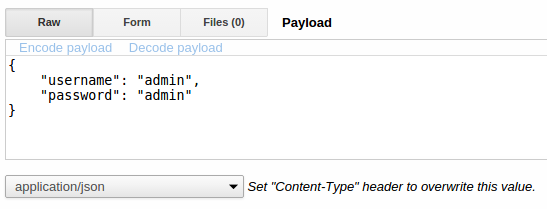 Raw Form Files (0) Payload
Encode payload Decode payload
{
    "username": "admin",
    "password": "admin"
}
application/json Set "Content-Type" header to overwrite this value.